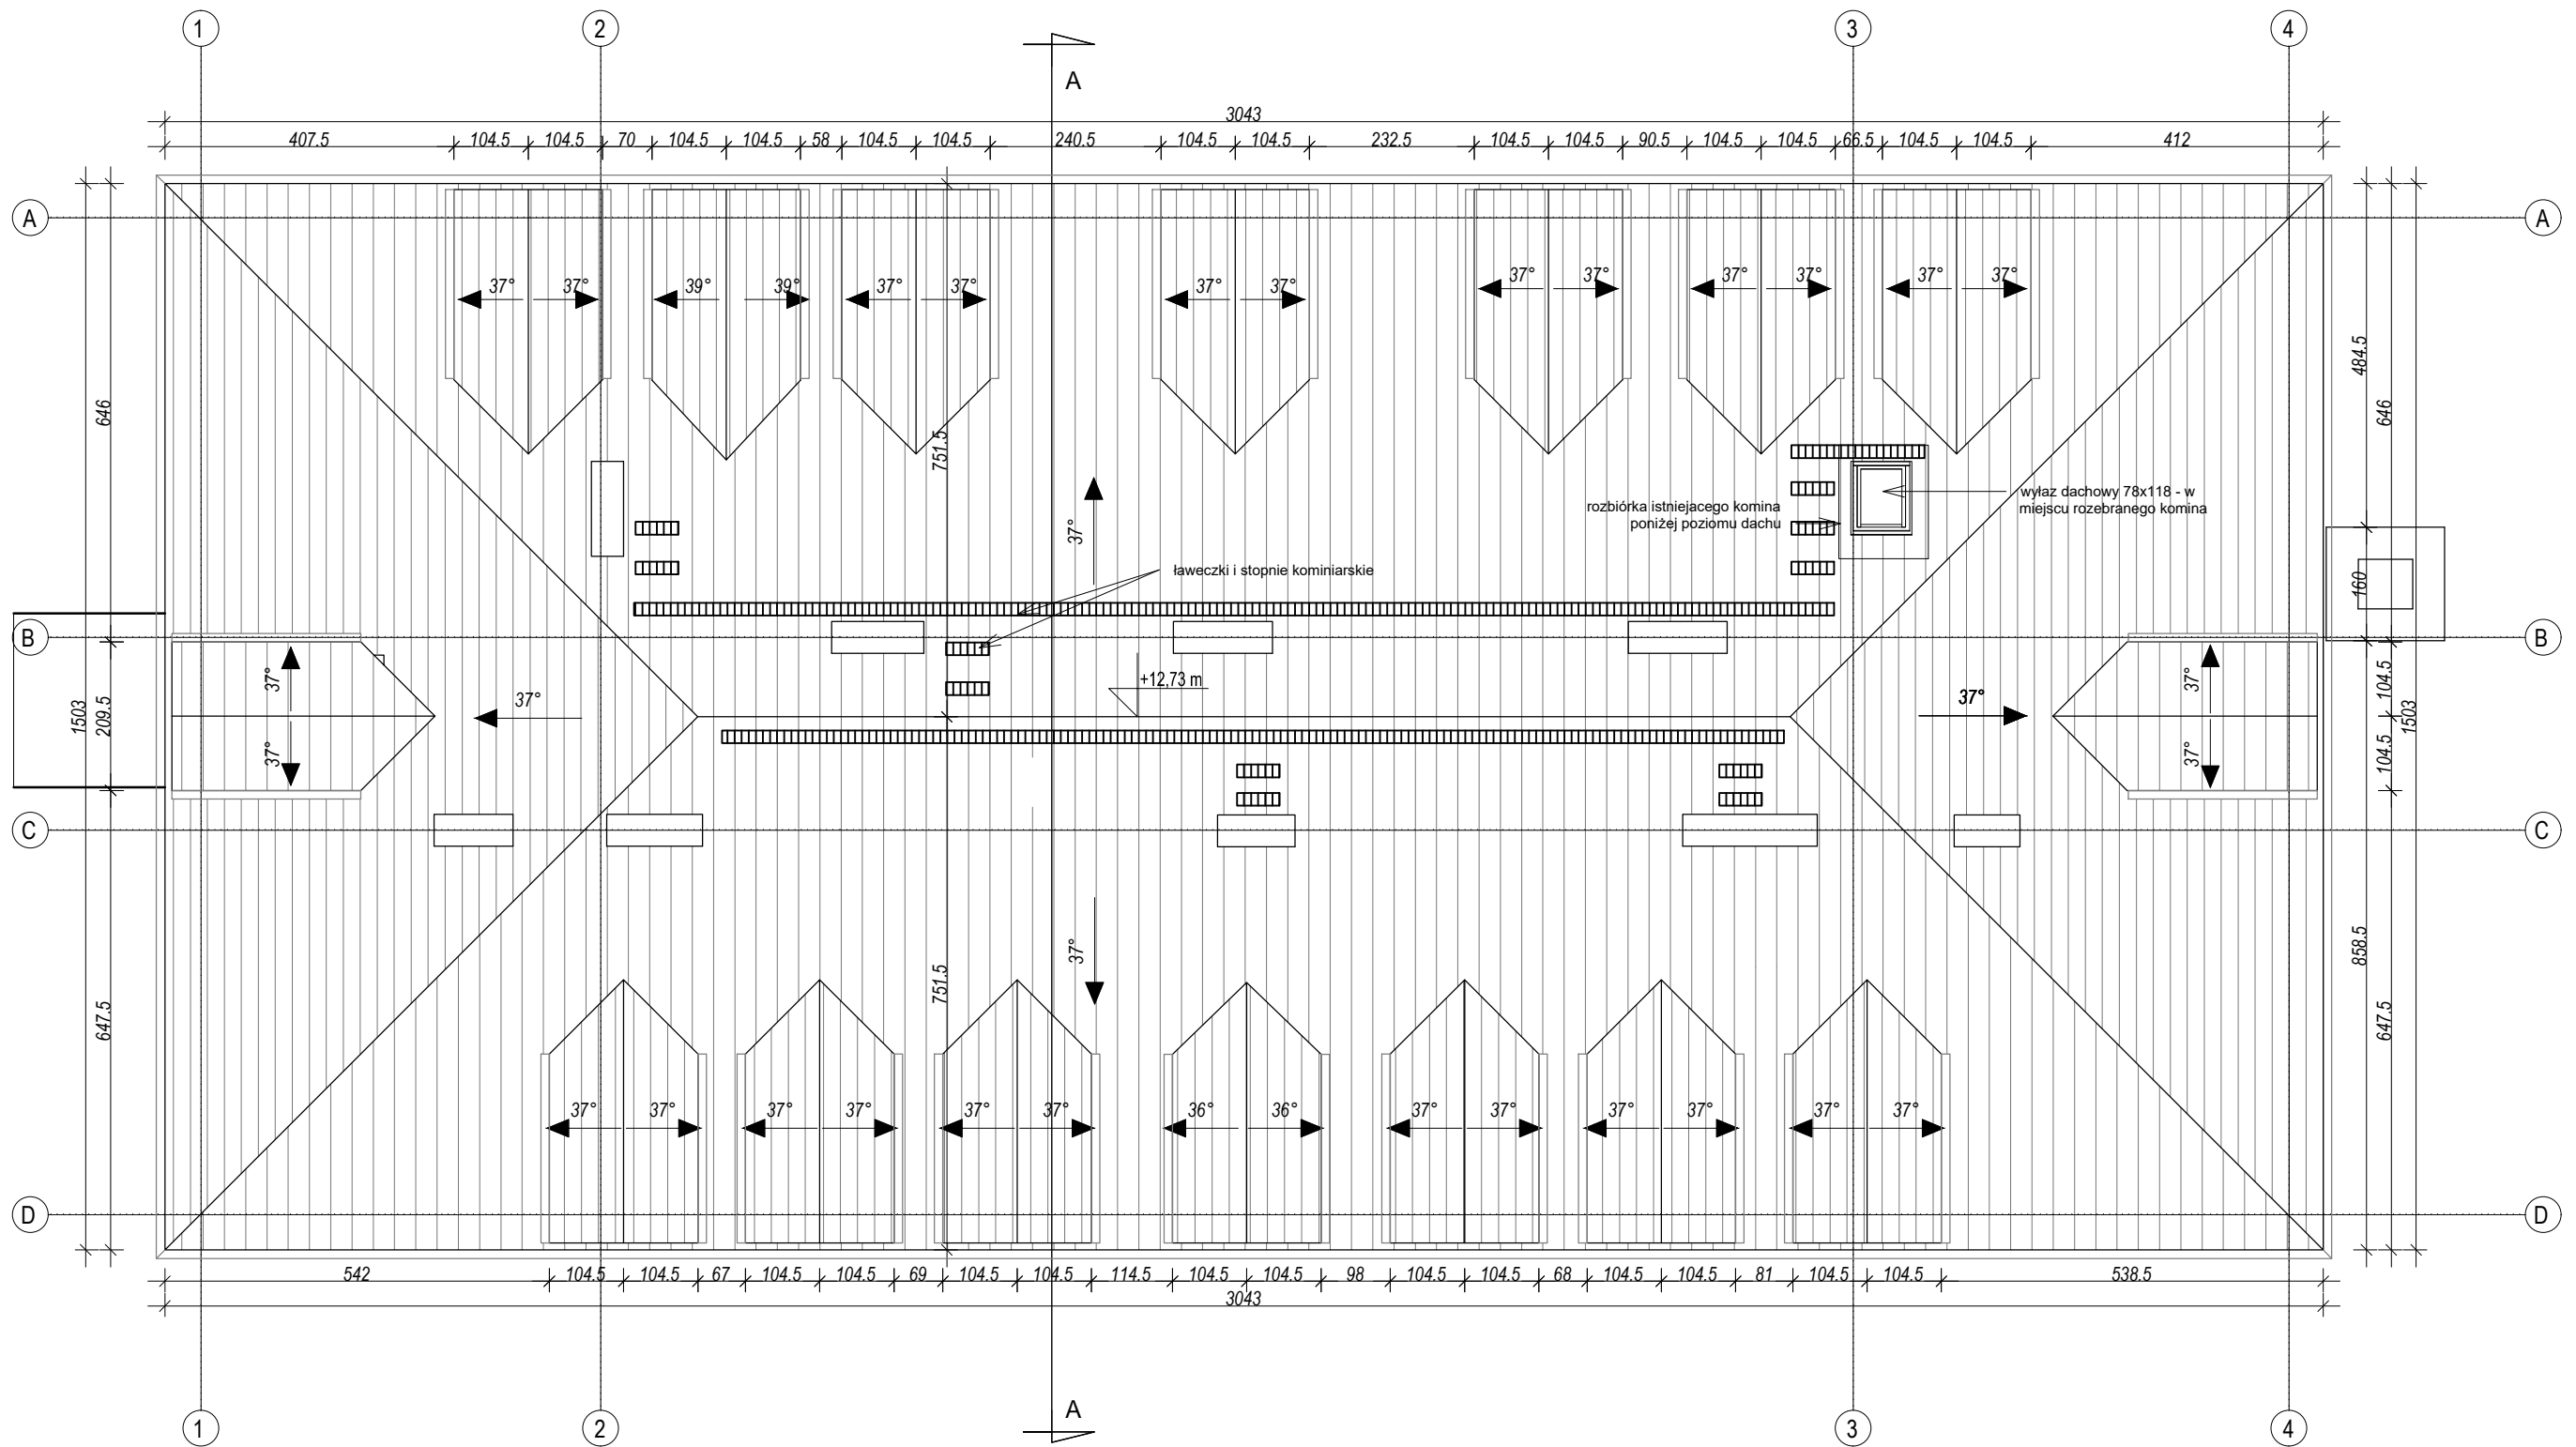 1 2 3 4
A
3043
407.5 104.5 104.5 70 104.5 104.5 58 104.5 104.5 240.5 104.5 104.5 232.5 104.5 104.5 90.5 104.5 104.5 66.5 104.5 104.5 412
A A
37° 37° 39° 39° 37° 37° 37° 37° 37° 37° 37° 37° 37° 37°
646 751.5 484.5 646
37°
wyłaz dachowy 78x118 - w
miejscu rozebranego komina
rozbiórka istniejacego komina
poniżej poziomu dachu
ławeczki i stopnie kominiarskie
160
B B
+12,73 m
1503 209.5 37° 37° 37° 37° 37° 37° 104.5 104.5 1503
C C
647.5 751.5 37° 858.5 647.5
37° 37° 37° 37° 37° 37° 36° 36° 37° 37° 37° 37° 37° 37°
D D
542 104.5 104.5 67 104.5 104.5 69 104.5 104.5 114.5 104.5 104.5 98 104.5 104.5 68 104.5 104.5 81 104.5 104.5 538.5
3043
A
1 2 3 4